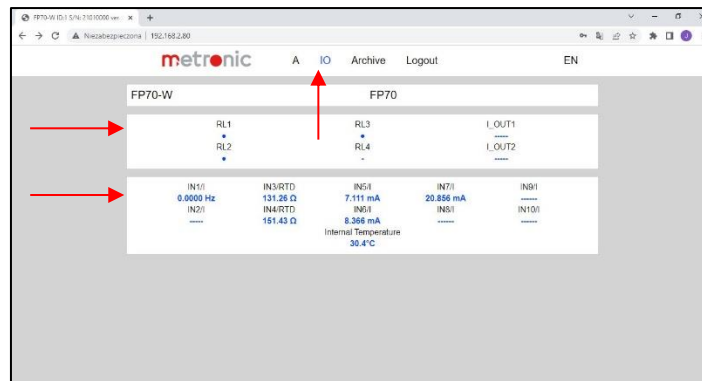 FP70-W ID:1 S/N: 21010000 ver.
Niezabezpieczona | 192.168.2.80
metronic A IO Archive Logout EN
FP70-W FP70
RL1 RL3 I_OUT1
-----
RL2 RL4 I_OUT2
- -----
IN1/I IN3/RTD IN5/I IN7/I IN9/I
0.0000 Hz 131.26 Ω 7.111 mA 20.856 mA ------
IN2/I IN4/RTD IN6/I IN8/I IN10/I
----- 151.43 Ω 8.366 mA ------ ------
Internal Temperature
30.4°C